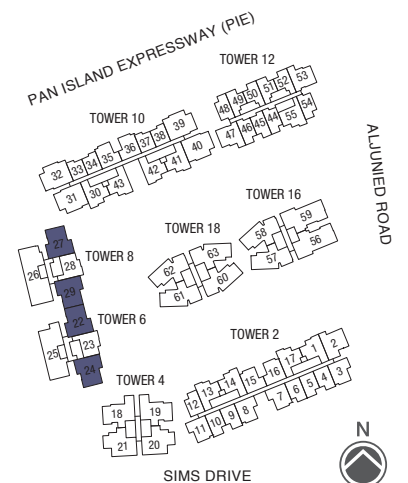 PAN ISLAND EXPRESSWAY (PIE)
TOWER 12
48 49 50 51 52 53
47 46 45 44 55 54
TOWER 10
32 33 34 35 36 37 38 39
31 30 43 42 41 40
ALJUNIED ROAD
TOWER 16
58 59
57 56
TOWER 18
62 63
61 60
27
26 28
TOWER 8
29
22
TOWER 6
25 23
24
TOWER 2
12 13 14 15 16 17 1 2
11 10 9 8 7 6 5 4 3
TOWER 4
18 19
21 20
N
SIMS DRIVE